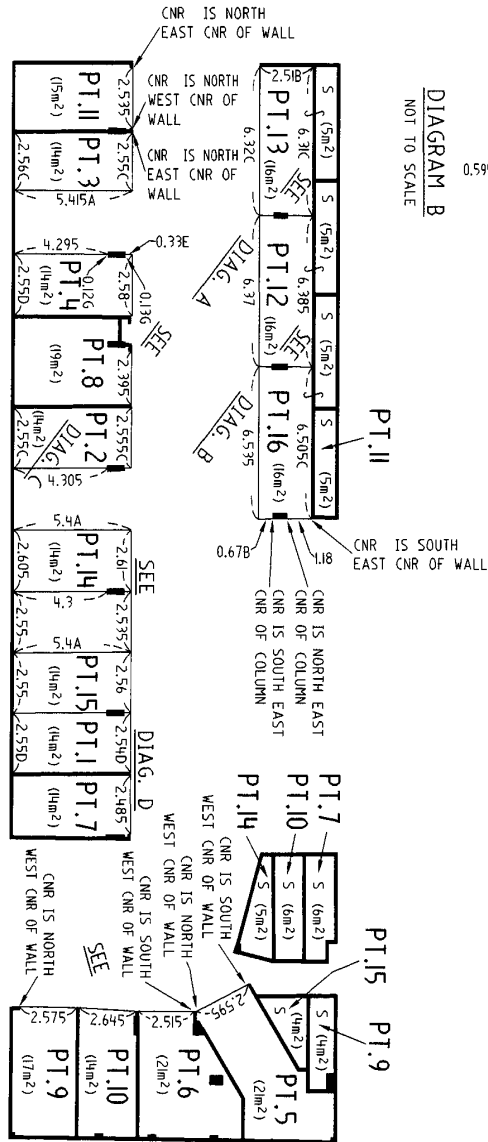 CNR IS NORTH
EAST CNR OF WALL
PT.11
(15m2)
2.535
CNR IS NORTH
WEST CNR OF
WALL
CNR IS NORTH
EAST CNR OF
WALL
PT.3
(14m2)
2.55C
2.56C
5.415A
4.295
0.33E
PT.4
(14m2)
2.58
2.55D
0.12G
0.13G
SEE
PT.8
(19m2)
2.395
PT.2
(14m2)
2.555C
2.55C
DIAG. C
4.305
5.4A
PT.14
(14m2)
2.61
2.605
SEE
4.3
2.535
2.55
5.4A
PT.15
(14m2)
2.56
2.55
PT.1
(14m2)
2.54D
2.55D
DIAG. D
PT.7
(14m2)
2.485
DIAGRAM B
NOT TO SCALE
0.59
2.51B
PT.13
(16m2)
6.31C
6.32C
S (5m2)
SEE
DIAG. A
PT.12
(16m2)
6.385
6.37
S (5m2)
SEE
DIAG. B
PT.16
(16m2)
6.505C
6.535
S (5m2)
PT.11
S (5m2)
0.67B
1.18
CNR IS SOUTH
EAST CNR OF WALL
CNR IS NORTH EAST
CNR OF COLUMN
CNR IS SOUTH EAST
CNR OF COLUMN
PT.7
S (6m2)
PT.10
S (6m2)
PT.14
S (5m2)
PT.15
S (4m2)
PT.9
S (4m2)
CNR IS SOUTH
WEST CNR OF WALL
CNR IS NORTH
WEST CNR OF WALL
CNR IS SOUTH
WEST CNR OF WALL
SEE
CNR IS NORTH
WEST CNR OF WALL
2.595
PT.5
(21m2)
2.515
PT.6
(21m2)
2.645
PT.10
(14m2)
2.575
PT.9
(17m2)